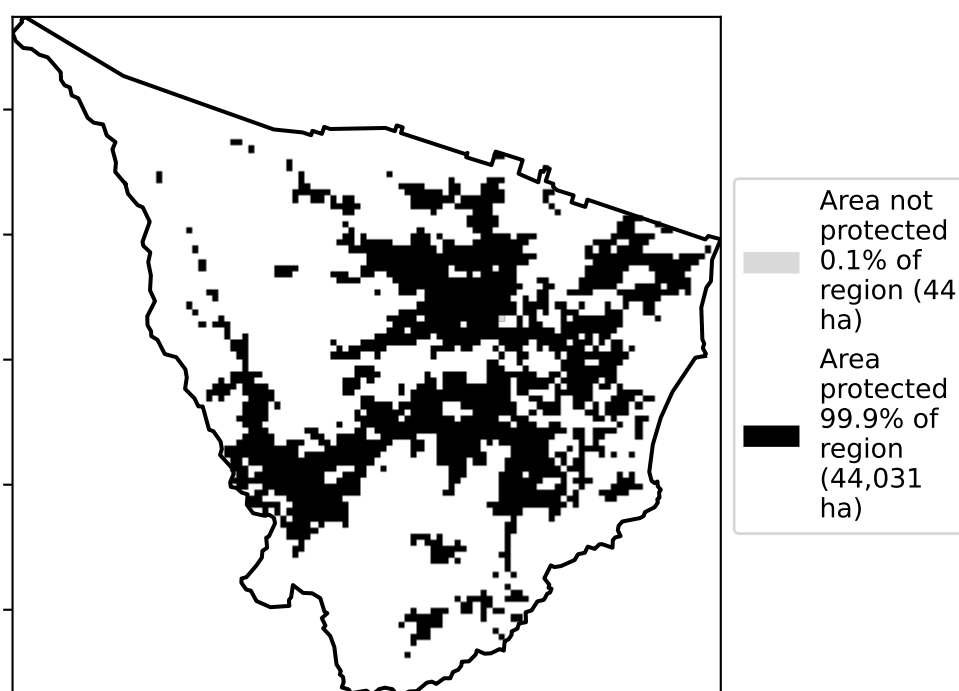 Area not
protected
0.1% of
region (44
ha)
Area
protected
99.9% of
region
(44,031
ha)